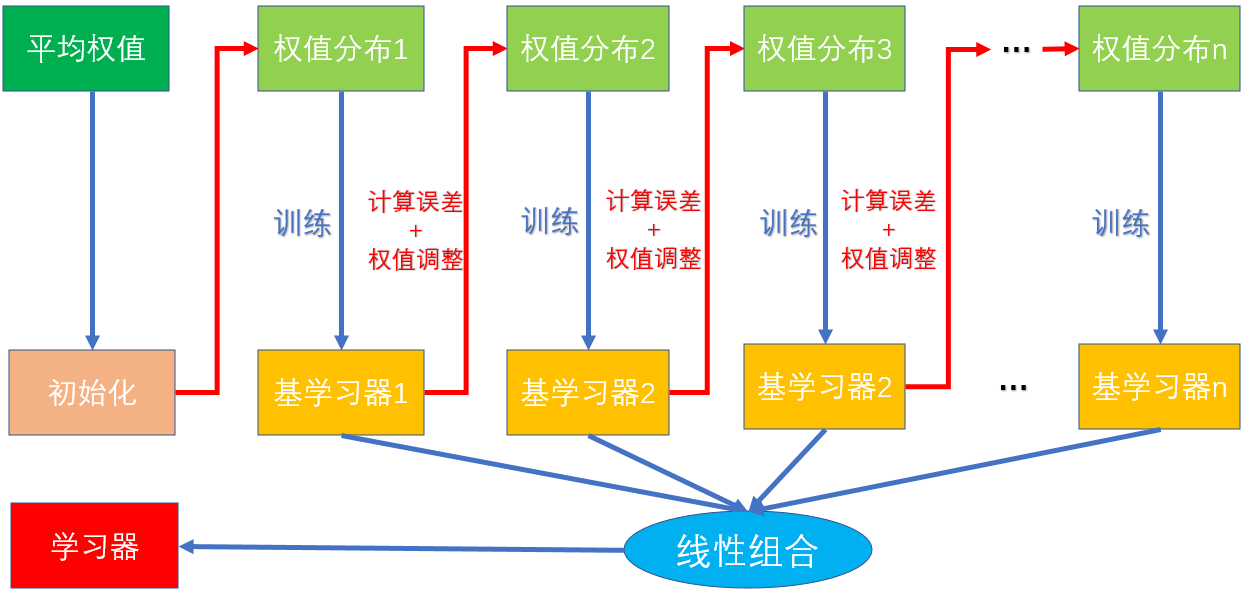 平均权值
权值分布1
权值分布2
权值分布3
...
权值分布n
训练
计算误差
+
权值调整
训练
计算误差
+
权值调整
训练
计算误差
+
权值调整
训练
初始化
基学习器1
基学习器2
基学习器2
...
基学习器n
学习器
线性组合